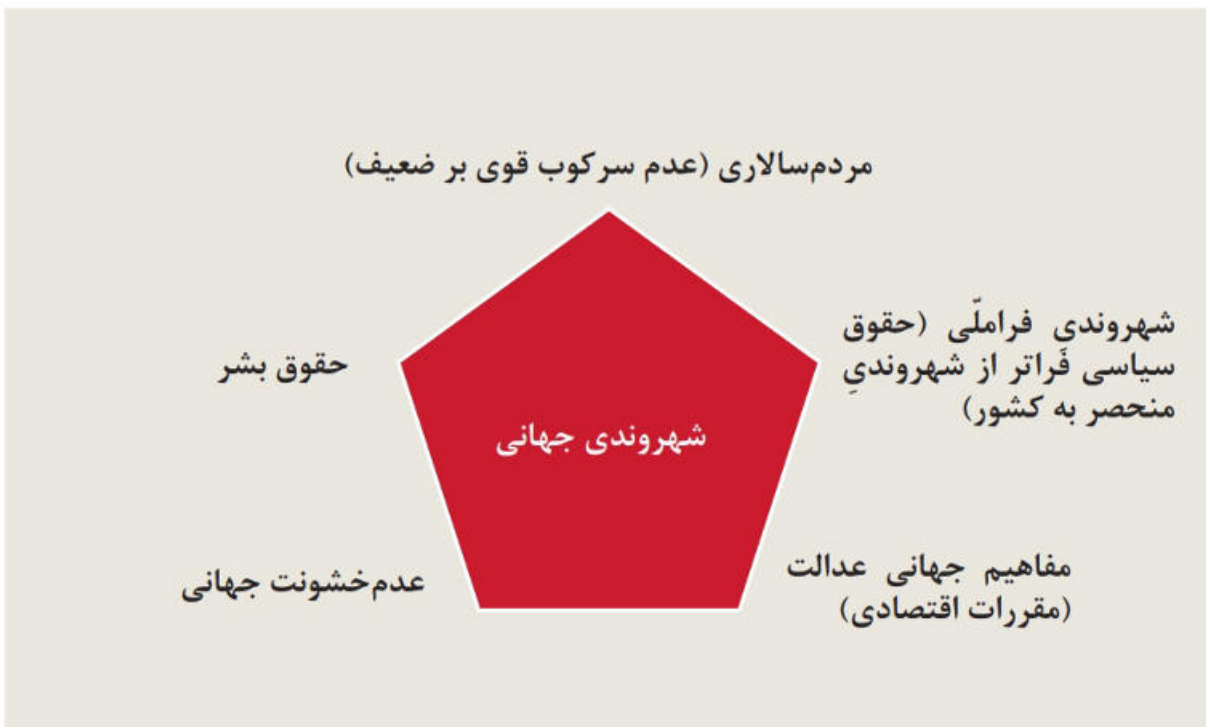 مردم‌سالاری (عدم سرکوب قوی بر ضعیف)
شهروندی فراملّی (حقوق
سیاسی فَراتر از شهروندیِ
منحصر به کشور)
حقوق بشر
شهروندی جهانی
مفاهیم جهانی عدالت
(مقررات اقتصادی)
عدم‌خشونت جهانی